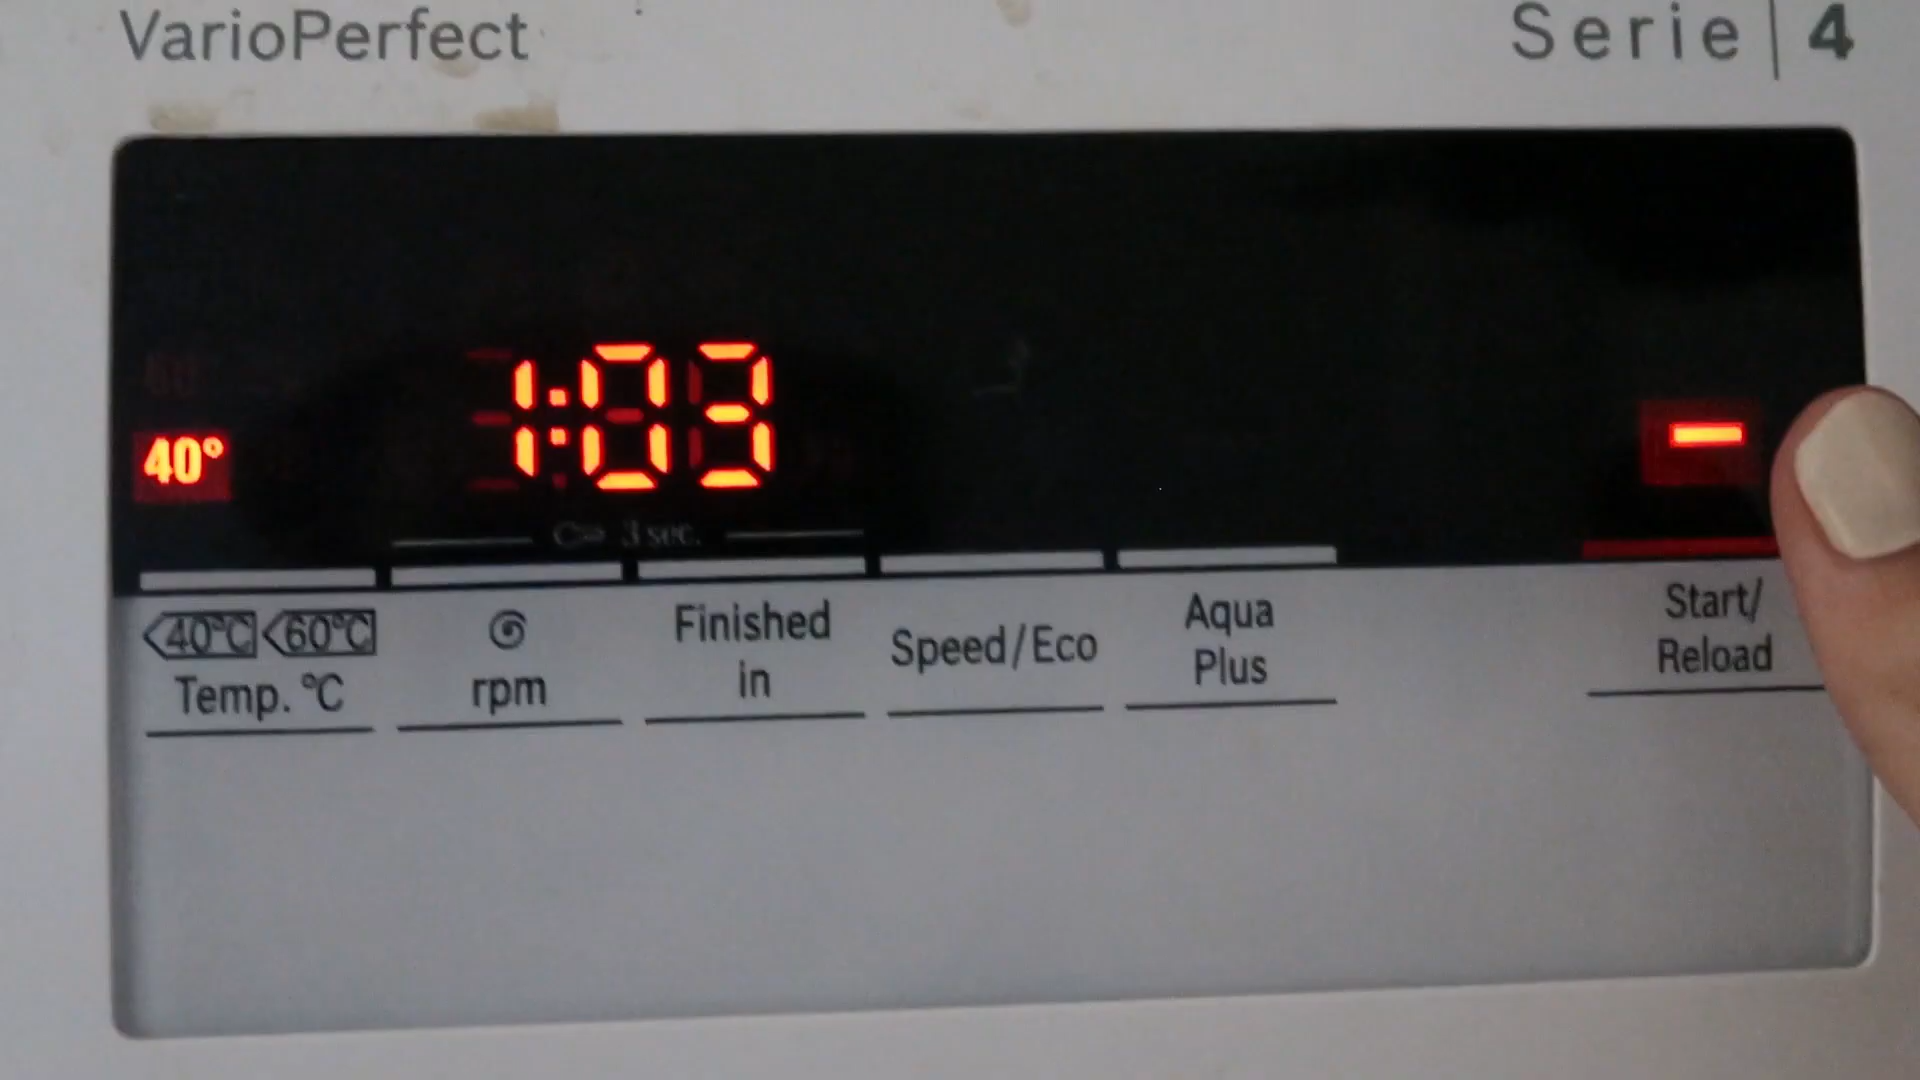 VarioPerfect
Serie | 4
1:03
40°
-
3 sec.
40°C 60°C
Temp. °C
rpm
Finished
in
Speed/Eco
Aqua
Plus
Start/
Reload